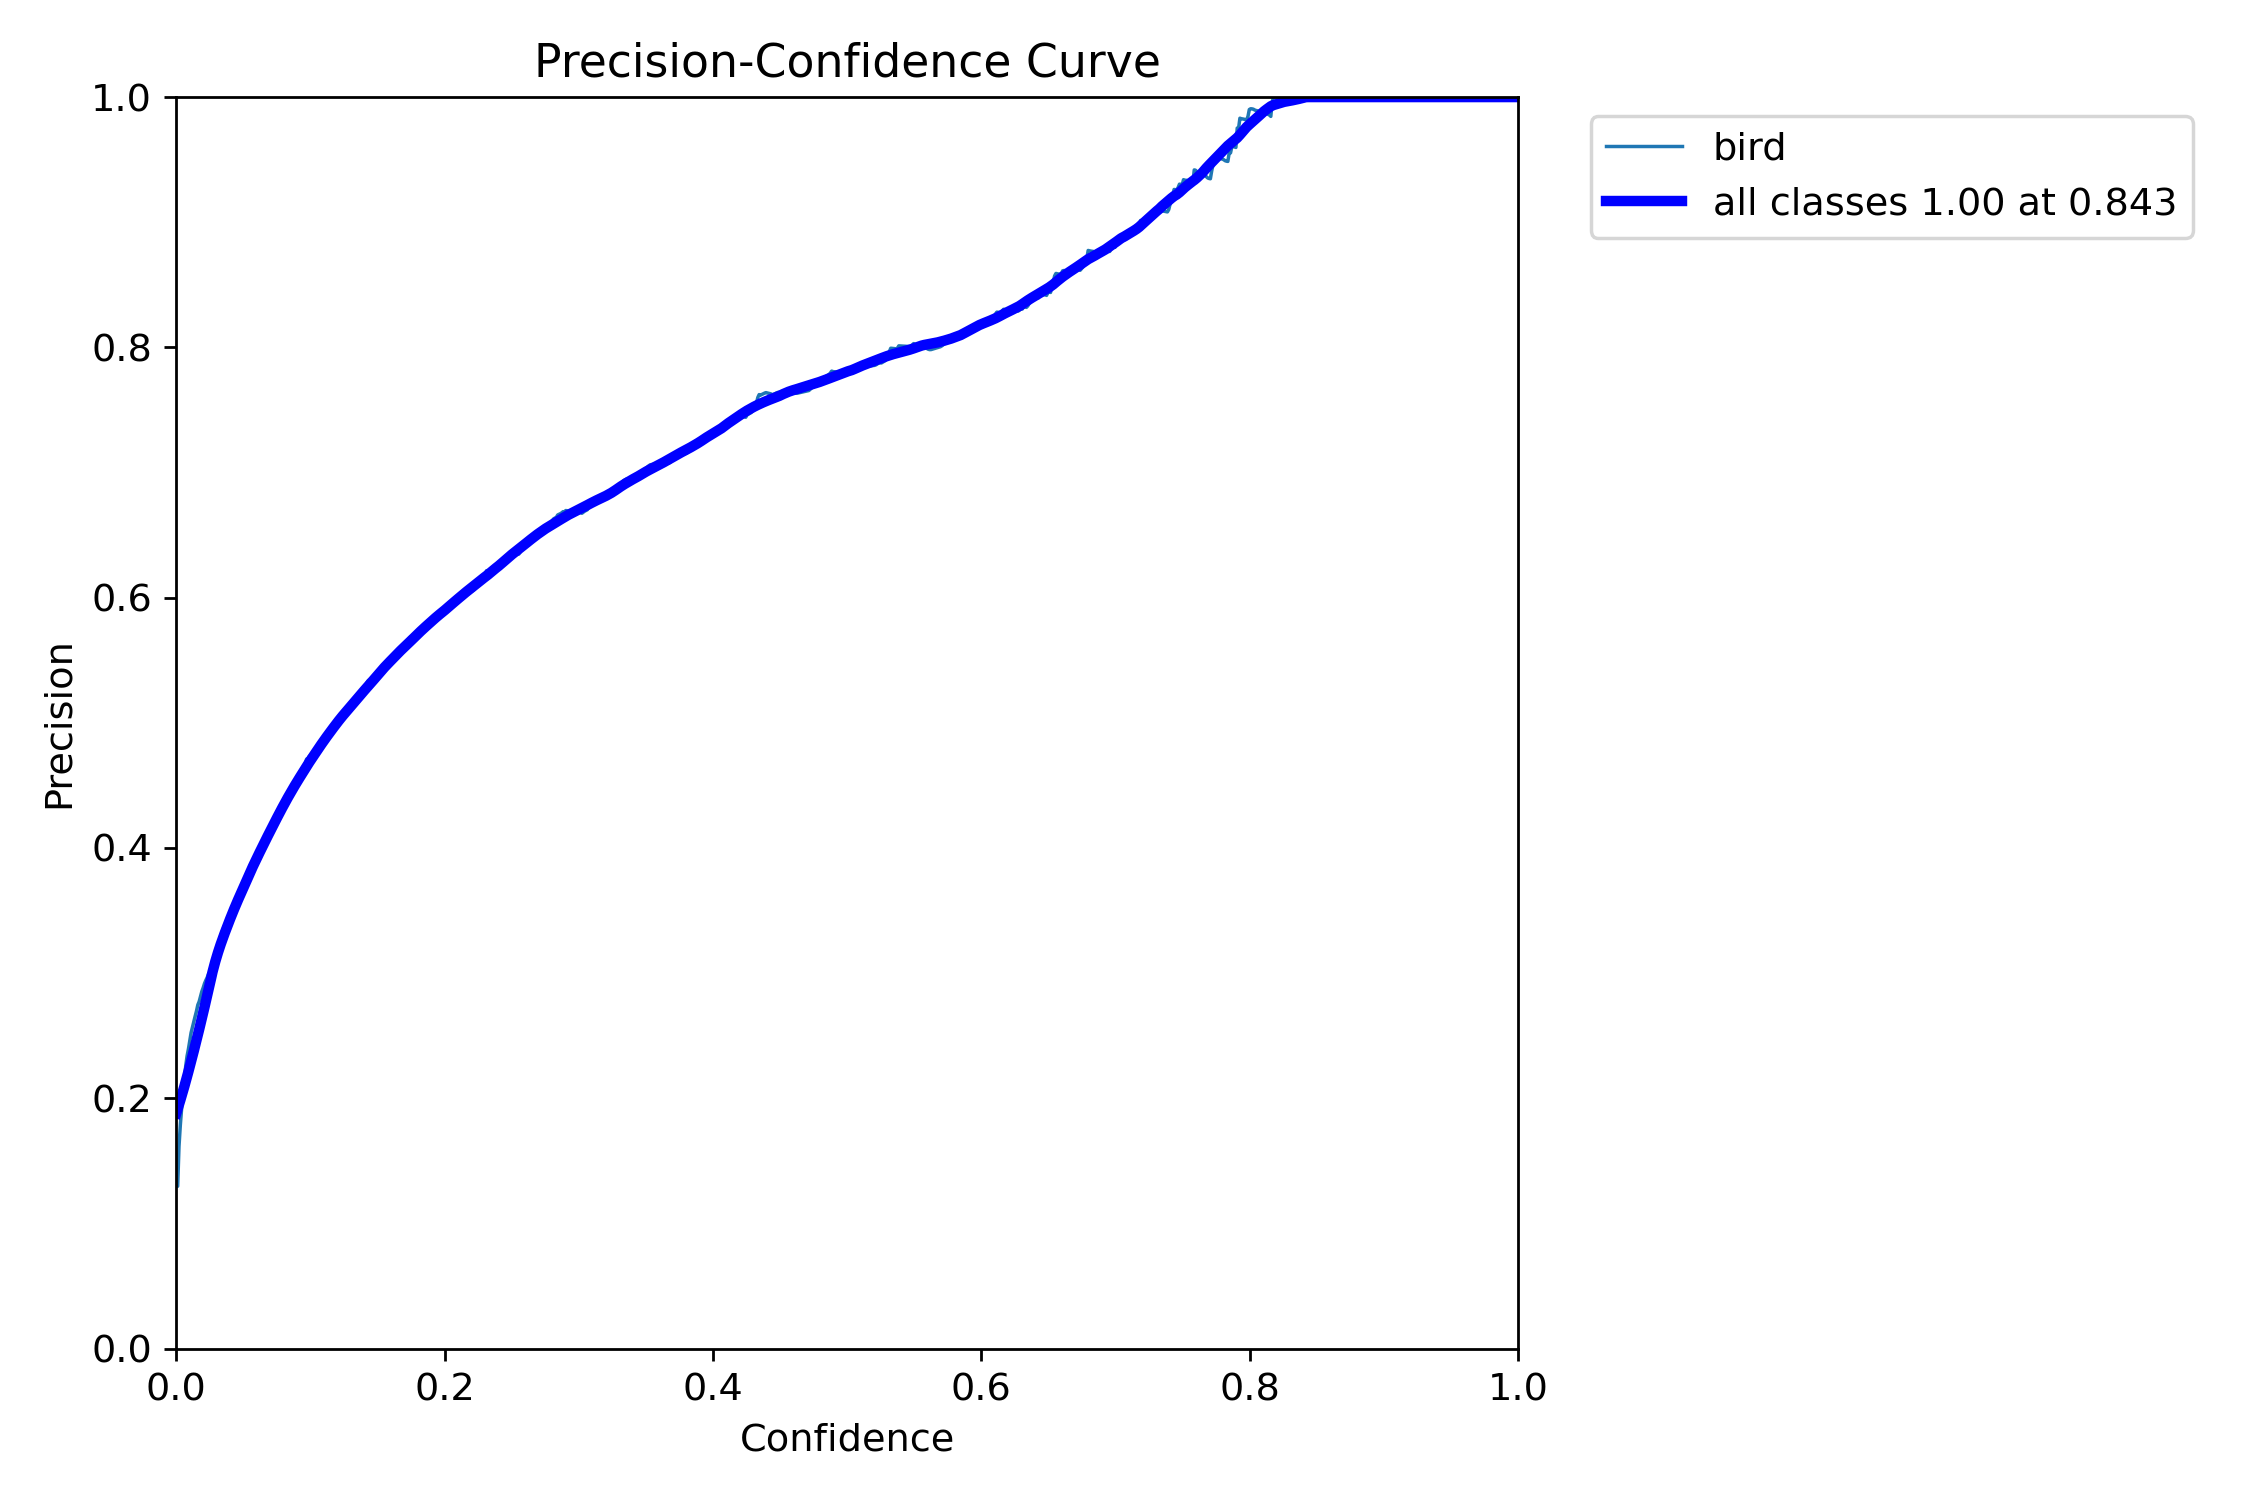 Precision-Confidence Curve
1.0
0.8
0.6
0.4
0.2
0.0
Precision
0.0 0.2 0.4 0.6 0.8 1.0
Confidence
bird
all classes 1.00 at 0.843